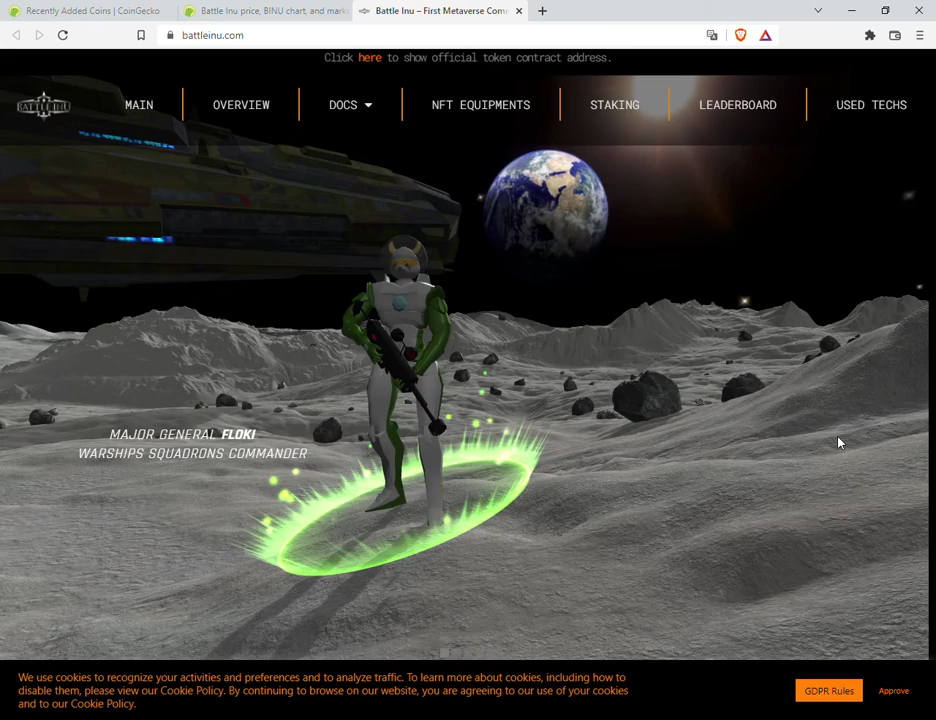 Recently Added Coins | CoinGecko
Battle Inu price, BINU chart, and mark
Battle Inu – First Metaverse Com
battleinu.com
Click here to show official token contract address.
BATTLE INU
MAIN
OVERVIEW
DOCS
NFT EQUIPMENTS
STAKING
LEADERBOARD
USED TECHS
MAJOR GENERAL FLOKI
WARSHIPS SQUADRONS COMMANDER
We use cookies to recognize your activities and preferences and to analyze traffic. To learn more about cookies, including how to
disable them, please view our Cookie Policy. By continuing to browse on our website, you are agreeing to our use of your cookies
and to our Cookie Policy.
GDPR Rules
Approve